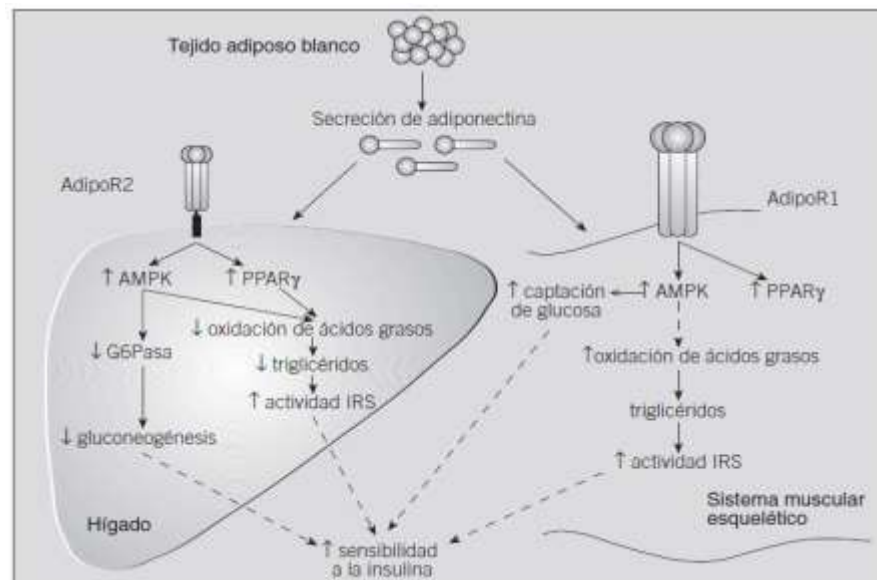 Tejido adiposo blanco
Secreción de adiponectina
AdipoR2
AdipoR1
↑ AMPK
↑ PPARγ
↓ oxidación de ácidos grasos
↓ G6Pasa
↓ triglicéridos
↑ actividad IRS
↓ gluconeogénesis
Hígado
↑ captación
de glucosa
↑ AMPK
↑ PPARγ
↑oxidación de ácidos grasos
triglicéridos
↑ actividad IRS
Sistema muscular
esquelético
↑ sensibilidad
a la insulina